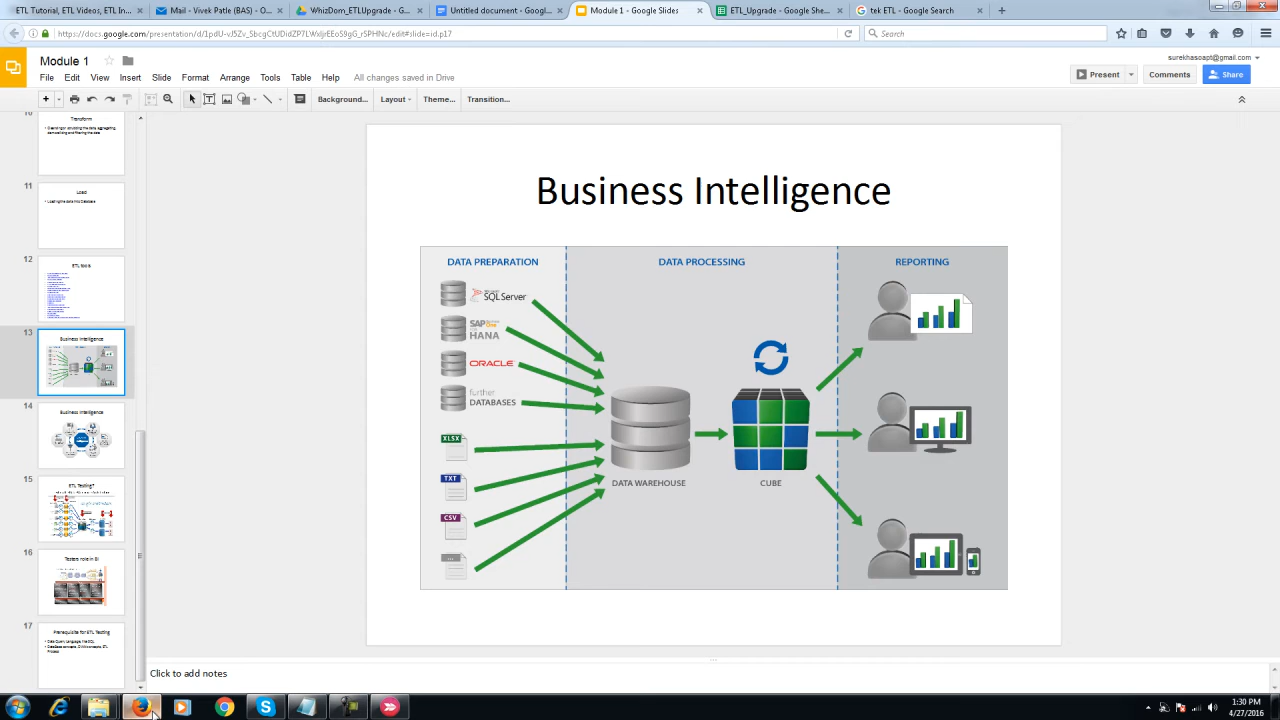 ETL Tutorial, ETL Videos, ETL In...
Mail - Vivek Patle (BAS) - O...
WhizDom_ETLUpgrade - G...
Untitled document - Googl...
Module 1 - Google Slides
ETL_Upgrade - Google She...
tek ETL - Google Search
Search
Module 1
surekhasoapt@gmail.com
File Edit View Insert Slide Format Arrange Tools Table Help All changes saved in Drive
Present
Comments
Share
Background...
Layout
Theme...
Transition...
10
Transform
11
Load
12
ETL tools
13
Business Intelligence
14
Business Intelligence
15
ETL Testing?
16
Testers role in BI
17
Prerequisite for ETL Testing
Business Intelligence
DATA PREPARATION
DATA PROCESSING
REPORTING
SQLServer
SAP
HANA
ORACLE
further
DATABASES
XLSX
TXT
CSV
...
DATA WAREHOUSE
CUBE
Click to add notes
1:30 PM
4/27/2016